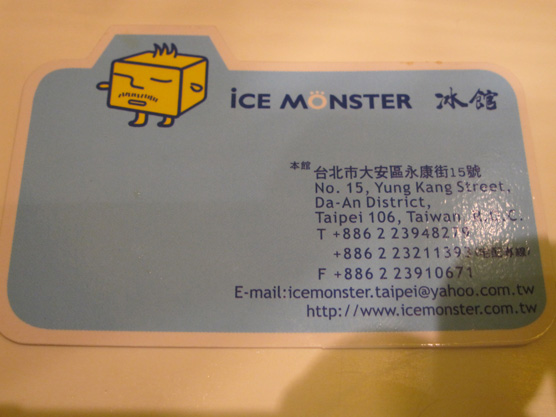 iCE MONSTER 冰館
本館 台北市大安區永康街15號
No. 15, Yung Kang Street,
Da-An District,
Taipei 106, Taiwan, R.O.C.
T +886 2
+886 2 23211393
F +886 2 23910671
E-mail:icemonster.taipei@yahoo.com.tw
http://www.icemonster.com.tw